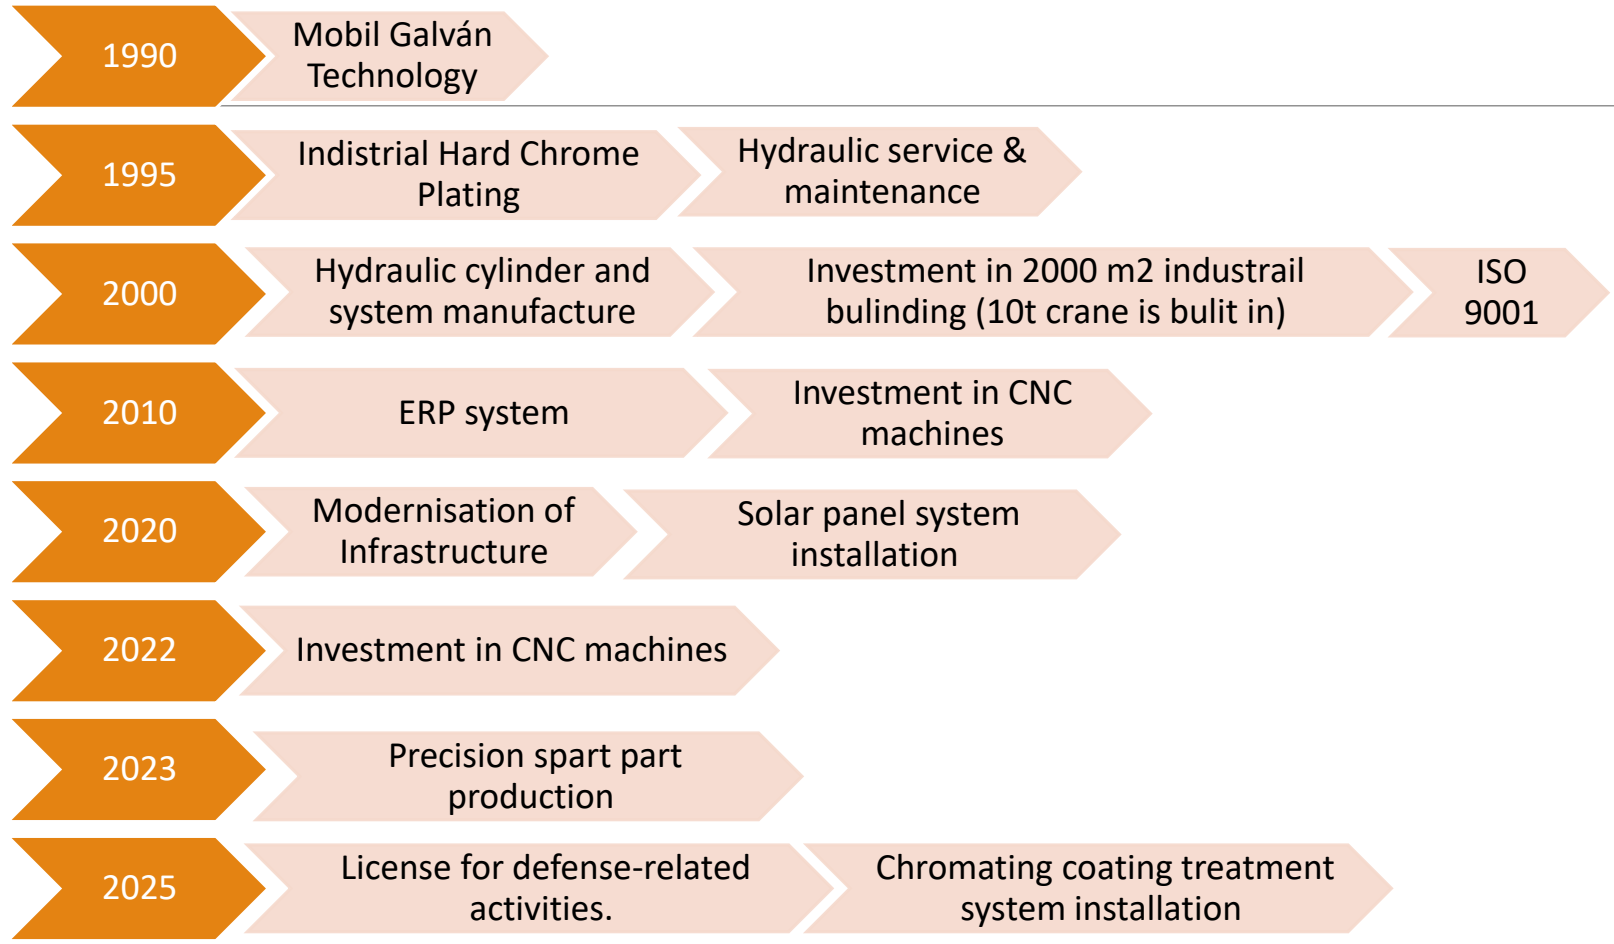 1990
Mobil Galván
Technology
1995
Indistrial Hard Chrome
Plating
Hydraulic service &
maintenance
2000
Hydraulic cylinder and
system manufacture
Investment in 2000 m2 industrail
bulinding (10t crane is bulit in)
ISO
9001
2010
ERP system
Investment in CNC
machines
2020
Modernisation of
Infrastructure
Solar panel system
installation
2022
Investment in CNC machines
2023
Precision spart part
production
2025
License for defense-related
activities.
Chromating coating treatment
system installation